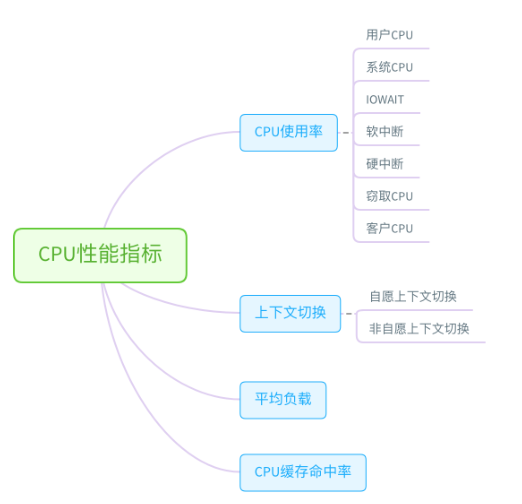 CPU性能指标
CPU使用率
用户CPU
系统CPU
IOWAIT
软中断
硬中断
窃取CPU
客户CPU
上下文切换
自愿上下文切换
非自愿上下文切换
平均负载
CPU缓存命中率